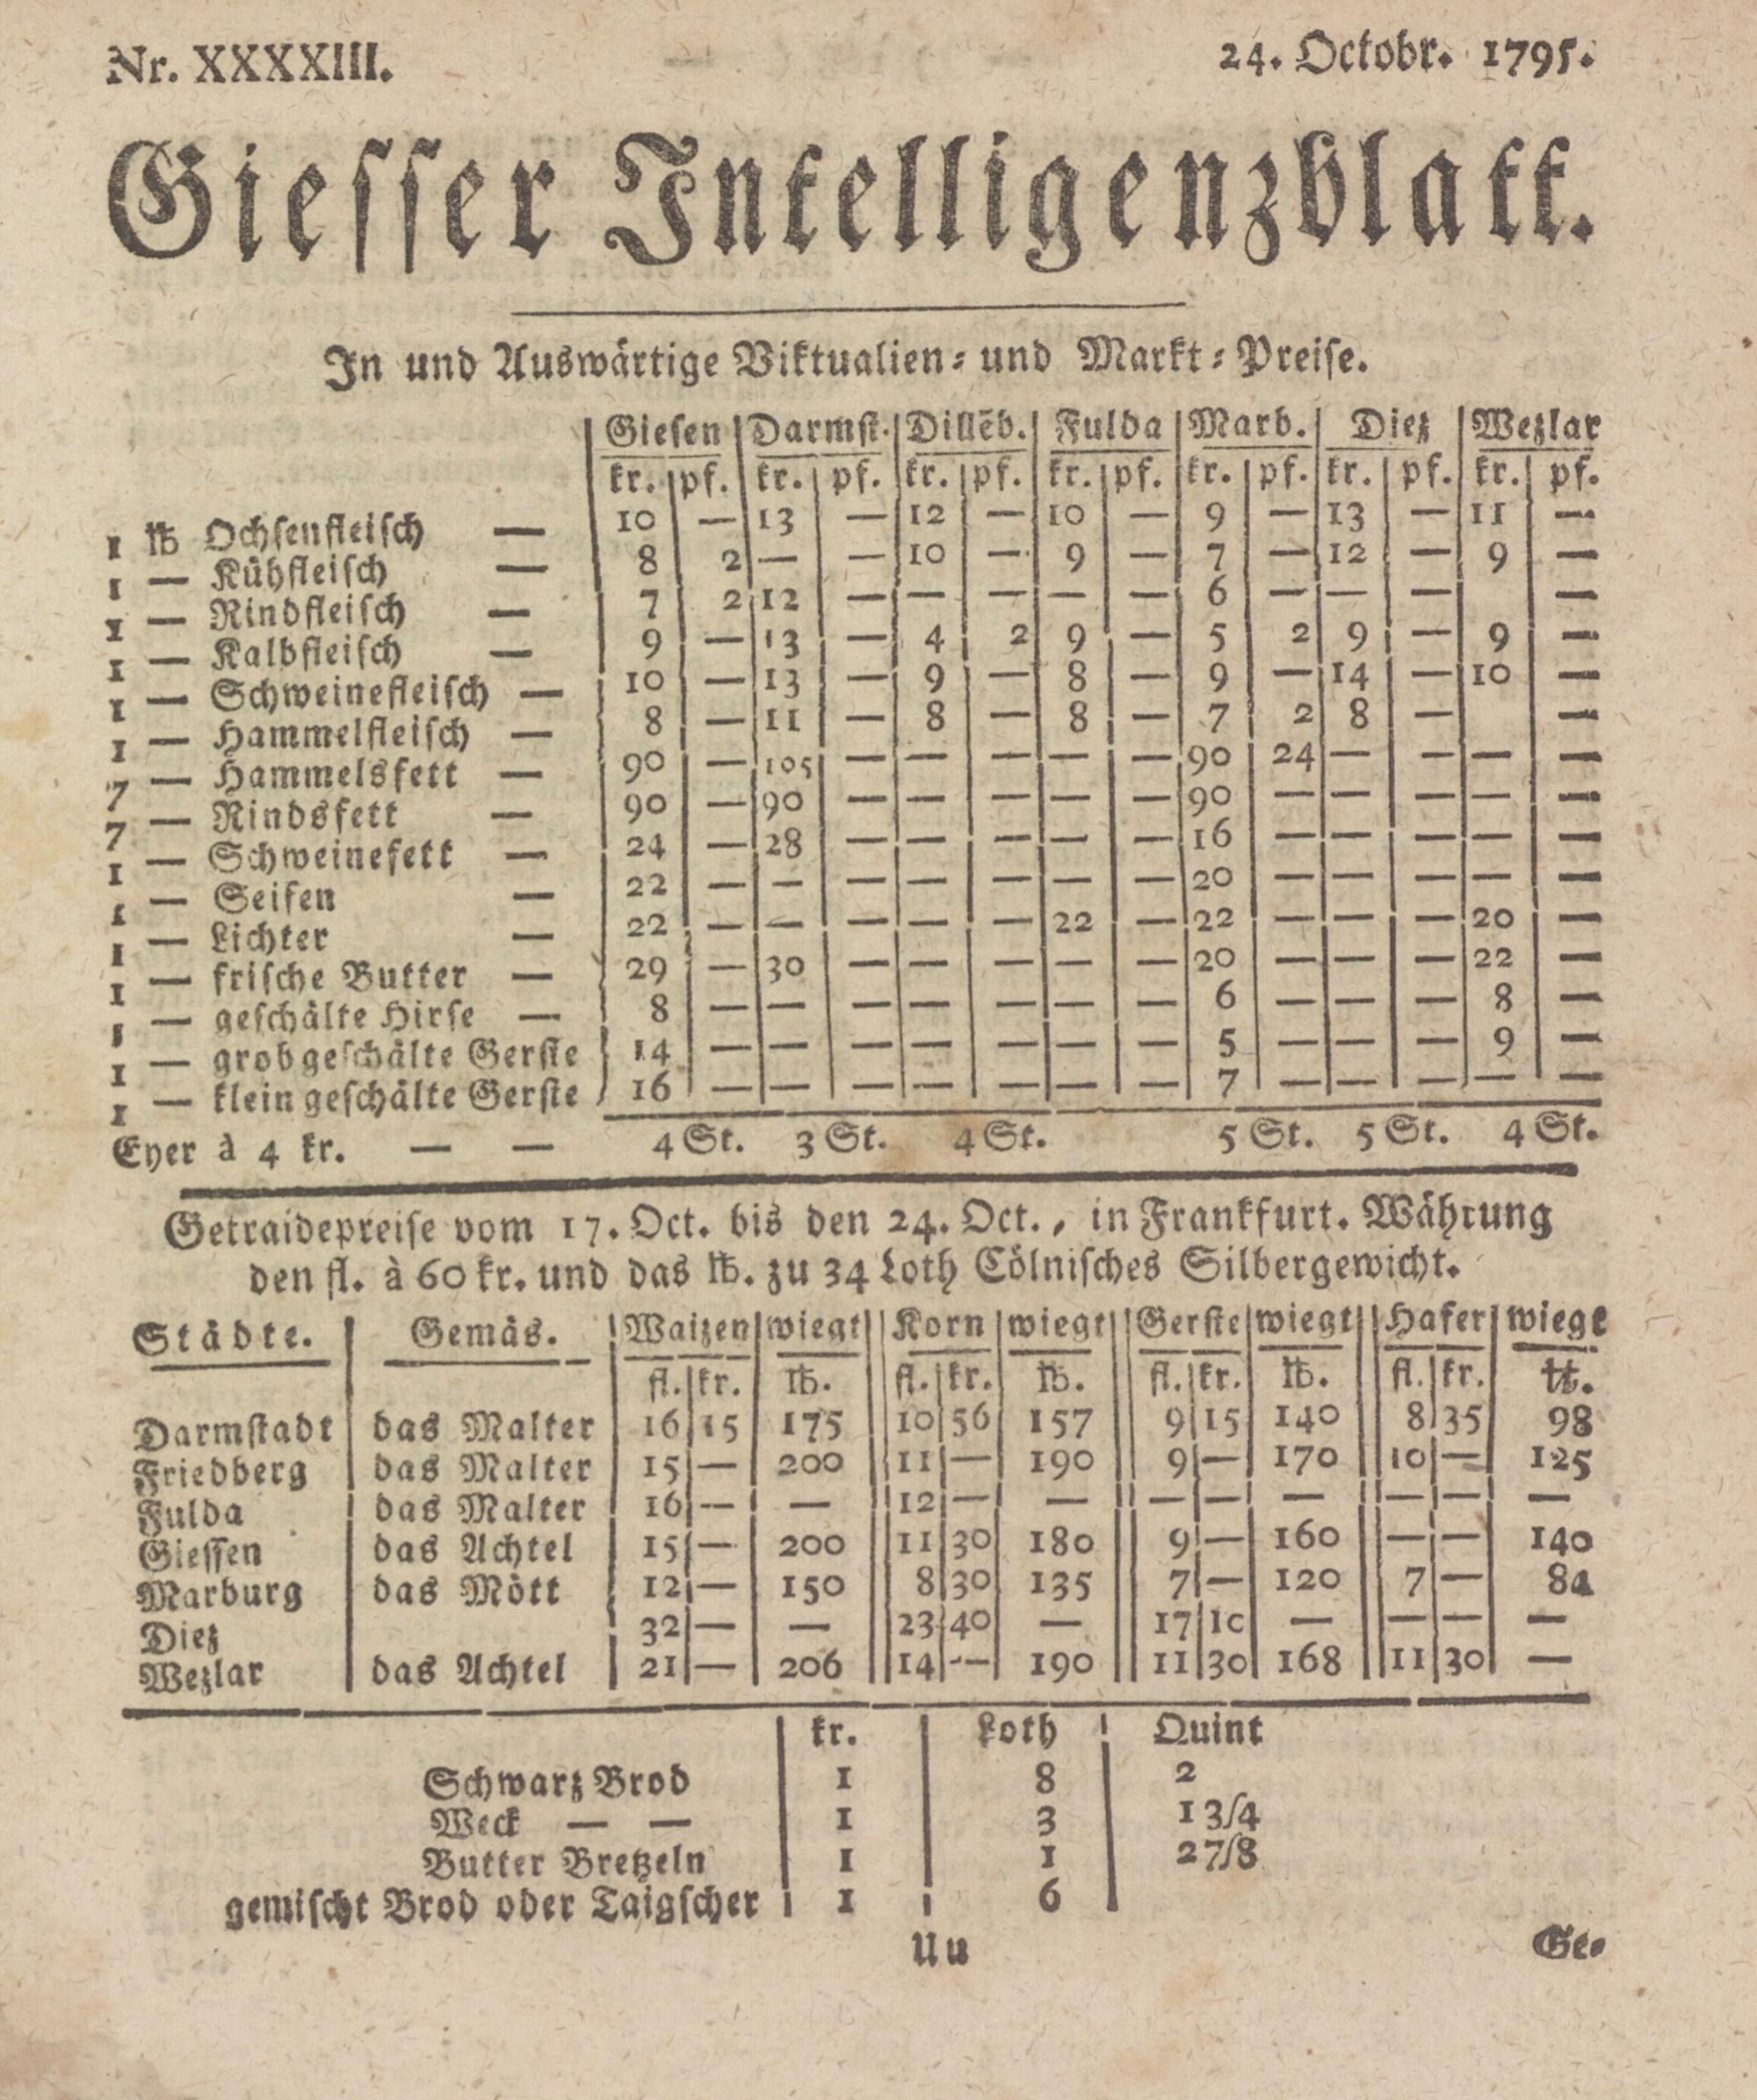 Nr. XXXXIII. 24. Octobr. 1795.
Giesser Intelligenzblatt.
In und Auswärtige Viktualien- und Markt-Preise.
Giesen | Darmst. | Dillēb. | Fulda | Marb. | Diez | Wezlar
kr. | pf. | kr. | pf. | kr. | pf. | kr. | pf. | kr. | pf. | kr. | pf. | kr. | pf.
1 ℔ Ochsenfleisch — | 10 | — | 13 | — | 12 | — | 10 | — | 9 | — | 13 | — | 11 | —
1 — Kühfleisch — | 8 | 2 | — | — | 10 | — | 9 | — | 7 | — | 12 | — | 9 | —
1 — Rindfleisch — | 7 | 2 | 12 | — | — | — | — | — | 6 | — | — | — | | —
1 — Kalbfleisch — | 9 | — | 13 | — | 4 | 2 | 9 | — | 5 | 2 | 9 | — | 9 | —
1 — Schweinefleisch — | 10 | — | 13 | — | 9 | — | 8 | — | 9 | — | 14 | — | 10 | —
1 — Hammelfleisch — | 8 | — | 11 | — | 8 | — | 8 | — | 7 | 2 | 8 | — | | —
7 — Hammelsfett — | 90 | — | 105 | — | — | — | — | — | 90 | 24 | — | — | — | —
7 — Rindsfett — | 90 | — | 90 | — | — | — | — | — | 90 | — | — | — | — | —
1 — Schweinefett — | 24 | — | 28 | — | — | — | — | — | 16 | — | — | — | — | —
1 — Seifen — | 22 | — | — | — | — | — | — | — | 20 | — | — | — | — | —
1 — Lichter — | 22 | — | — | — | — | — | 22 | — | 22 | — | — | — | 20 | —
1 — frische Butter — | 29 | — | 30 | — | — | — | — | — | 20 | — | — | — | 22 | —
1 — geschälte Hirse — | 8 | — | — | — | — | — | — | — | 6 | — | — | — | 8 | —
1 — grob geschälte Gerste | 14 | — | — | — | — | — | — | — | 5 | — | — | — | 9 | —
1 — klein geschälte Gerste | 16 | — | — | — | — | — | — | — | 7 | — | — | — | — | —
Eyer à 4 kr. — — 4 St. 3 St. 4 St. 5 St. 5 St. 4 St.
Getraidepreise vom 17. Oct. bis den 24. Oct., in Frankfurt. Währung
den fl. à 60 kr. und das ℔. zu 34 Loth Cölnisches Silbergewicht.
Städte. | Gemäs. | Waizen | wiegt | Korn | wiegt | Gerste | wiegt | Hafer | wiegt
fl. | kr. | ℔. | fl. | kr. | ℔. | fl. | kr. | ℔. | fl. | kr. | tt.
Darmstadt | das Malter | 16 | 15 | 175 | 10 | 56 | 157 | 9 | 15 | 140 | 8 | 35 | 98
Friedberg | das Malter | 15 | — | 200 | 11 | — | 190 | 9 | — | 170 | 10 | — | 125
Fulda | das Malter | 16 | — | — | 12 | — | — | — | — | — | — | — | —
Giessen | das Achtel | 15 | — | 200 | 11 | 30 | 180 | 9 | — | 160 | — | — | 140
Marburg | das Mött | 12 | — | 150 | 8 | 30 | 135 | 7 | — | 120 | 7 | — | 84
Diez | | 32 | — | — | 23 | 40 | — | 17 | 10 | — | — | — | —
Wezlar | das Achtel | 21 | — | 206 | 14 | — | 190 | 11 | 30 | 168 | 11 | 30 | —
kr. | Loth | Quint
Schwarz Brod | 1 | 8 | 2
Weck — — | 1 | 3 | 1 3/4
Butter Bretzeln | 1 | 1 | 2 7/8
gemischt Brod oder Taigscher | 1 | 6
Uu Ge-